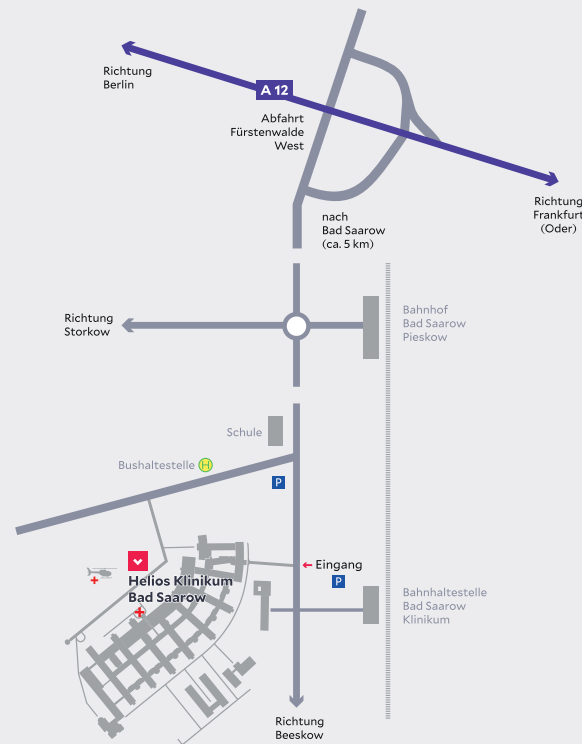 Richtung
Berlin
A 12
Abfahrt
Fürstenwalde
West
Richtung
Frankfurt
(Oder)
nach
Bad Saarow
(ca. 5 km)
Richtung
Storkow
Bahnhof
Bad Saarow
Pieskow
Schule
Bushaltestelle
H
P
Eingang
P
Helios Klinikum
Bad Saarow
Bahnhaltestelle
Bad Saarow
Klinikum
Richtung
Beeskow